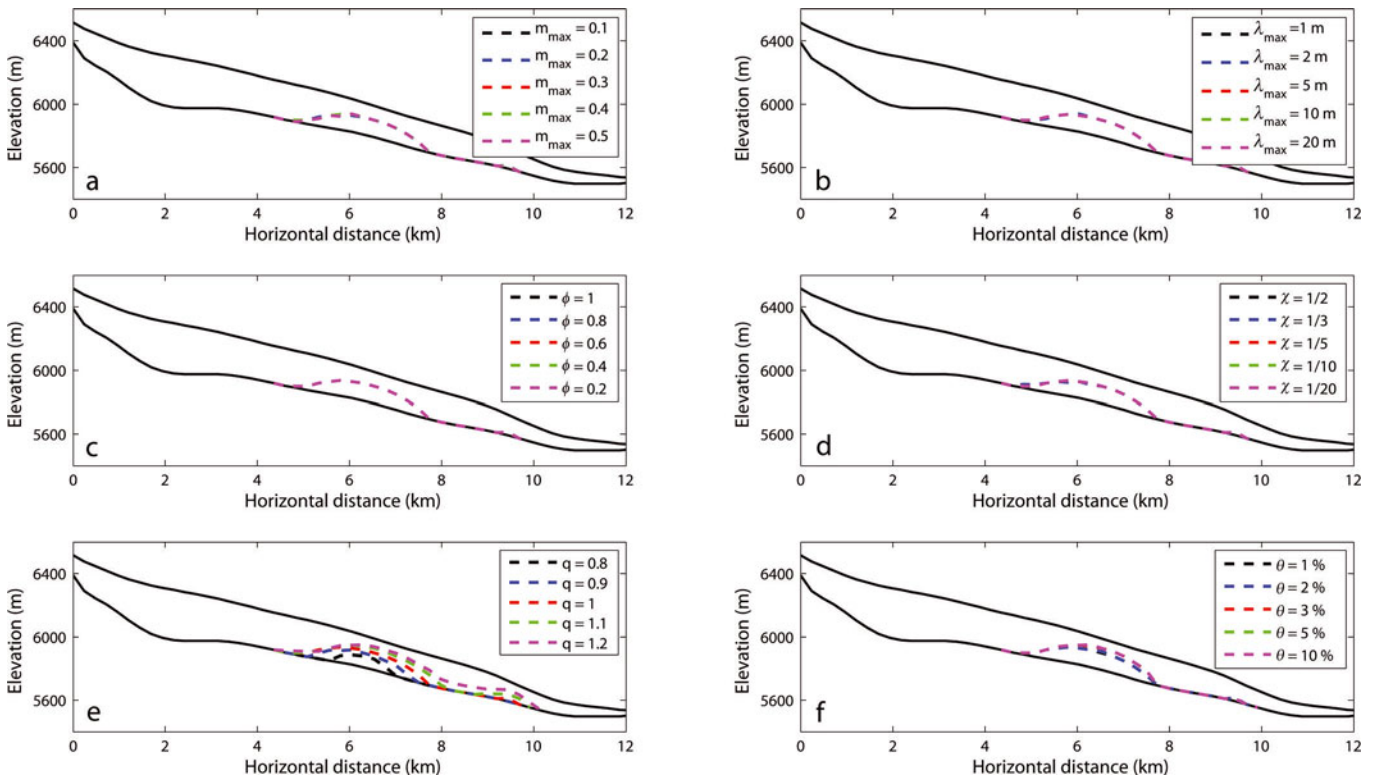 6400
6000
5600
Elevation (m)
m_max = 0.1
m_max = 0.2
m_max = 0.3
m_max = 0.4
m_max = 0.5
a
0 2 4 6 8 10 12
Horizontal distance (km)
6400
6000
5600
Elevation (m)
λ_max =1 m
λ_max = 2 m
λ_max = 5 m
λ_max = 10 m
λ_max = 20 m
b
0 2 4 6 8 10 12
Horizontal distance (km)
6400
6000
5600
Elevation (m)
ϕ = 1
ϕ = 0.8
ϕ = 0.6
ϕ = 0.4
ϕ = 0.2
c
0 2 4 6 8 10 12
Horizontal distance (km)
6400
6000
5600
Elevation (m)
χ = 1/2
χ = 1/3
χ = 1/5
χ = 1/10
χ = 1/20
d
0 2 4 6 8 10 12
Horizontal distance (km)
6400
6000
5600
Elevation (m)
q = 0.8
q = 0.9
q = 1
q = 1.1
q = 1.2
e
0 2 4 6 8 10 12
Horizontal distance (km)
6400
6000
5600
Elevation (m)
θ = 1 %
θ = 2 %
θ = 3 %
θ = 5 %
θ = 10 %
f
0 2 4 6 8 10 12
Horizontal distance (km)